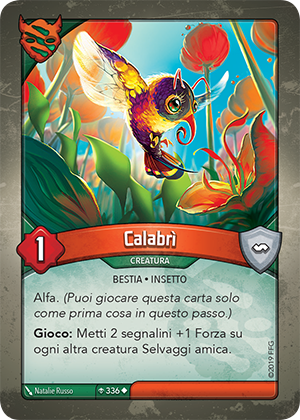 1
Calabrì
CREATURA
BESTIA • INSETTO
Alfa. (Puoi giocare questa carta solo
come prima cosa in questo passo.)
Gioco: Metti 2 segnalini +1 Forza su
ogni altra creatura Selvaggi amica.
©2019 FFG
Natalie Russo
336